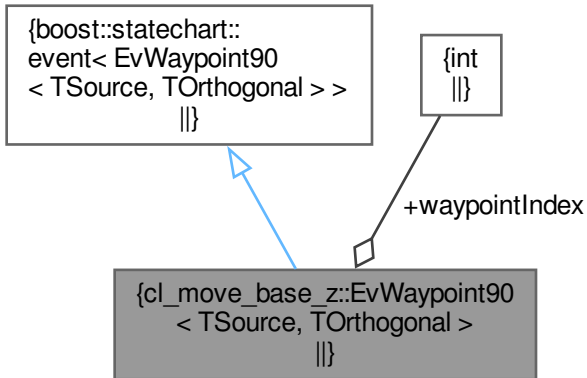 {boost::statechart::
event< EvWaypoint90
< TSource, TOrthogonal > >
||}
{int
||}
+waypointIndex
{cl_move_base_z::EvWaypoint90
< TSource, TOrthogonal >
||}